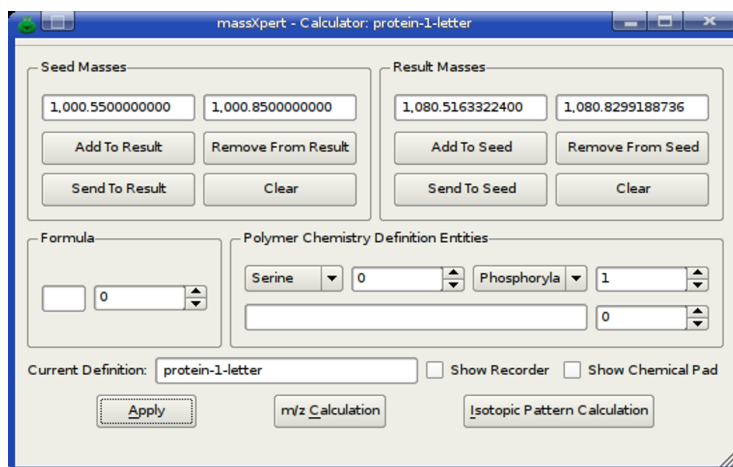 massXpert - Calculator: protein-1-letter
Seed Masses
Result Masses
1,000.5500000000 1,000.8500000000
1,080.5163322400 1,080.8299188736
Add To Result Remove From Result
Add To Seed Remove From Seed
Send To Result Clear
Send To Seed Clear
Formula
Polymer Chemistry Definition Entities
0
Serine 0 Phosphoryla 1
0
Current Definition: protein-1-letter Show Recorder Show Chemical Pad
Apply m/z Calculation Isotopic Pattern Calculation